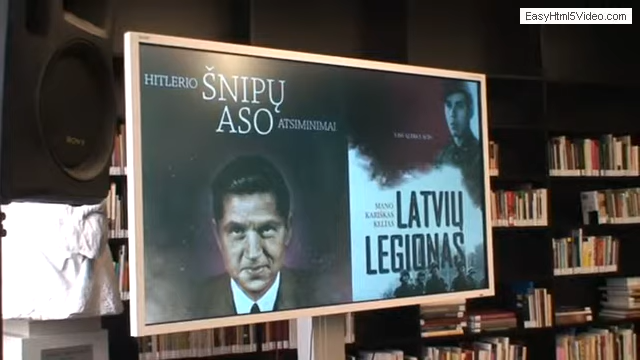 EasyHtml5Video.com
HITLERIO ŠNIPŲ
ASO ATSIMINIMAI
MANO
KARIŠKAS
KELIAS
LATVIŲ
LEGIONAS
SONY